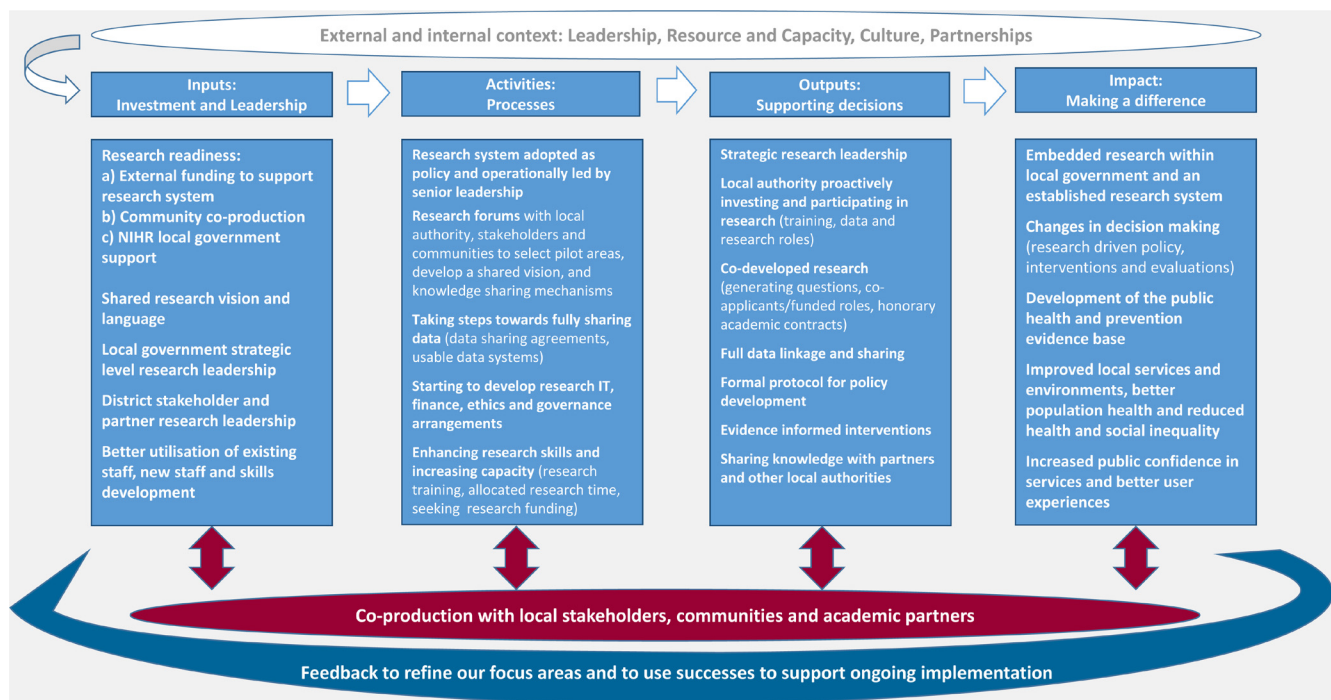 External and internal context: Leadership, Resource and Capacity, Culture, Partnerships
Inputs:
Investment and Leadership
Activities:
Processes
Outputs:
Supporting decisions
Impact:
Making a difference
Research readiness:
a) External funding to support
research system
b) Community co-production
c) NIHR local government
support
Shared research vision and
language
Local government strategic
level research leadership
District stakeholder and
partner research leadership
Better utilisation of existing
staff, new staff and skills
development
Research system adopted as
policy and operationally led by
senior leadership
Research forums with local
authority, stakeholders and
communities to select pilot areas,
develop a shared vision, and
knowledge sharing mechanisms
Taking steps towards fully sharing
data (data sharing agreements,
usable data systems)
Starting to develop research IT,
finance, ethics and governance
arrangements
Enhancing research skills and
increasing capacity (research
training, allocated research time,
seeking research funding)
Strategic research leadership
Local authority proactively
investing and participating in
research (training, data and
research roles)
Co-developed research
(generating questions, co-
applicants/funded roles, honorary
academic contracts)
Full data linkage and sharing
Formal protocol for policy
development
Evidence informed interventions
Sharing knowledge with partners
and other local authorities
Embedded research within
local government and an
established research system
Changes in decision making
(research driven policy,
interventions and evaluations)
Development of the public
health and prevention
evidence base
Improved local services and
environments, better
population health and reduced
health and social inequality
Increased public confidence in
services and better user
experiences
Co-production with local stakeholders, communities and academic partners
Feedback to refine our focus areas and to use successes to support ongoing implementation